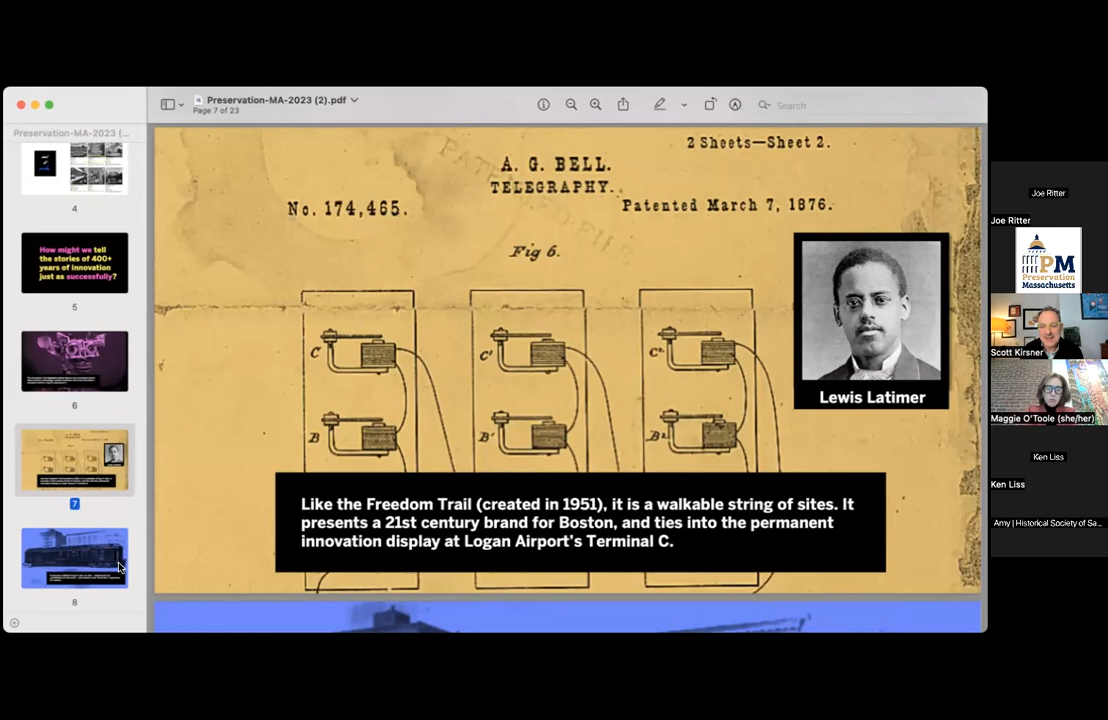 Preservation-MA-2023 (2).pdf
Page 7 of 23
Search
Preservation-MA-2023 (...
4
How might we tell
the stories of 400+
years of innovation
just as successfully?
5
6
7
8
2 Sheets—Sheet 2.
A. G. BELL.
TELEGRAPHY.
No. 174,465.
Patented March 7, 1876.
Fig 6.
C
C'
C²
B
B'
B²
Lewis Latimer
Like the Freedom Trail (created in 1951), it is a walkable string of sites. It
presents a 21st century brand for Boston, and ties into the permanent
innovation display at Logan Airport's Terminal C.
Joe Ritter
Joe Ritter
PM
Preservation
Massachusetts
Scott Kirsner
Maggie O'Toole (she/her)
Ken Liss
Ken Liss
Amy | Historical Society of Sa...